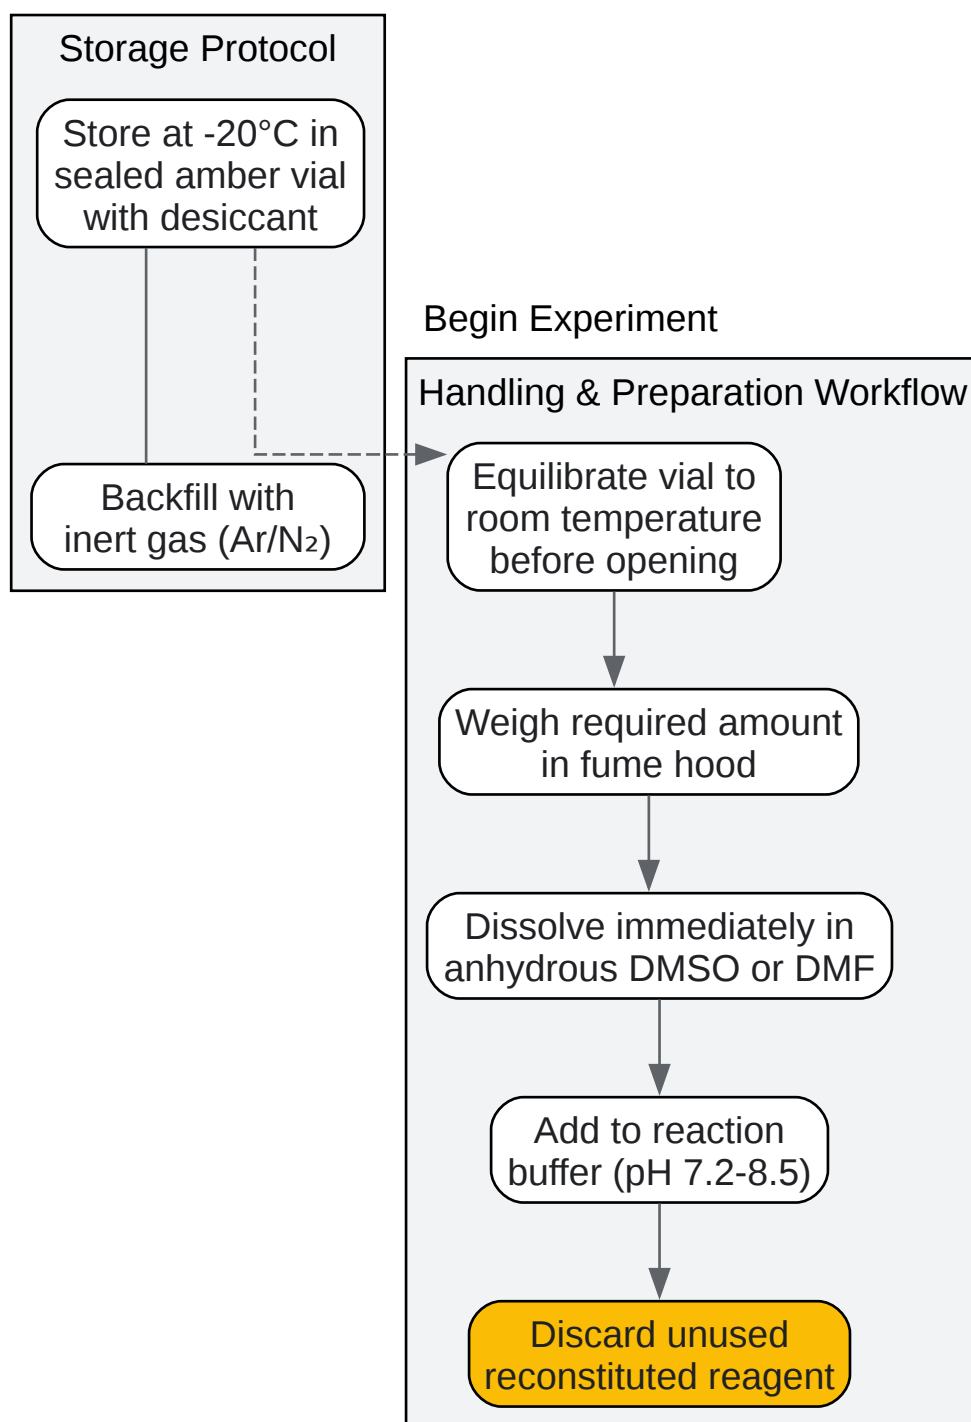 Storage Protocol
Store at -20°C in
sealed amber vial
with desiccant
Backfill with
inert gas (Ar/N₂)
Begin Experiment
Handling & Preparation Workflow
Equilibrate vial to
room temperature
before opening
Weigh required amount
in fume hood
Dissolve immediately in
anhydrous DMSO or DMF
Add to reaction
buffer (pH 7.2-8.5)
Discard unused
reconstituted reagent